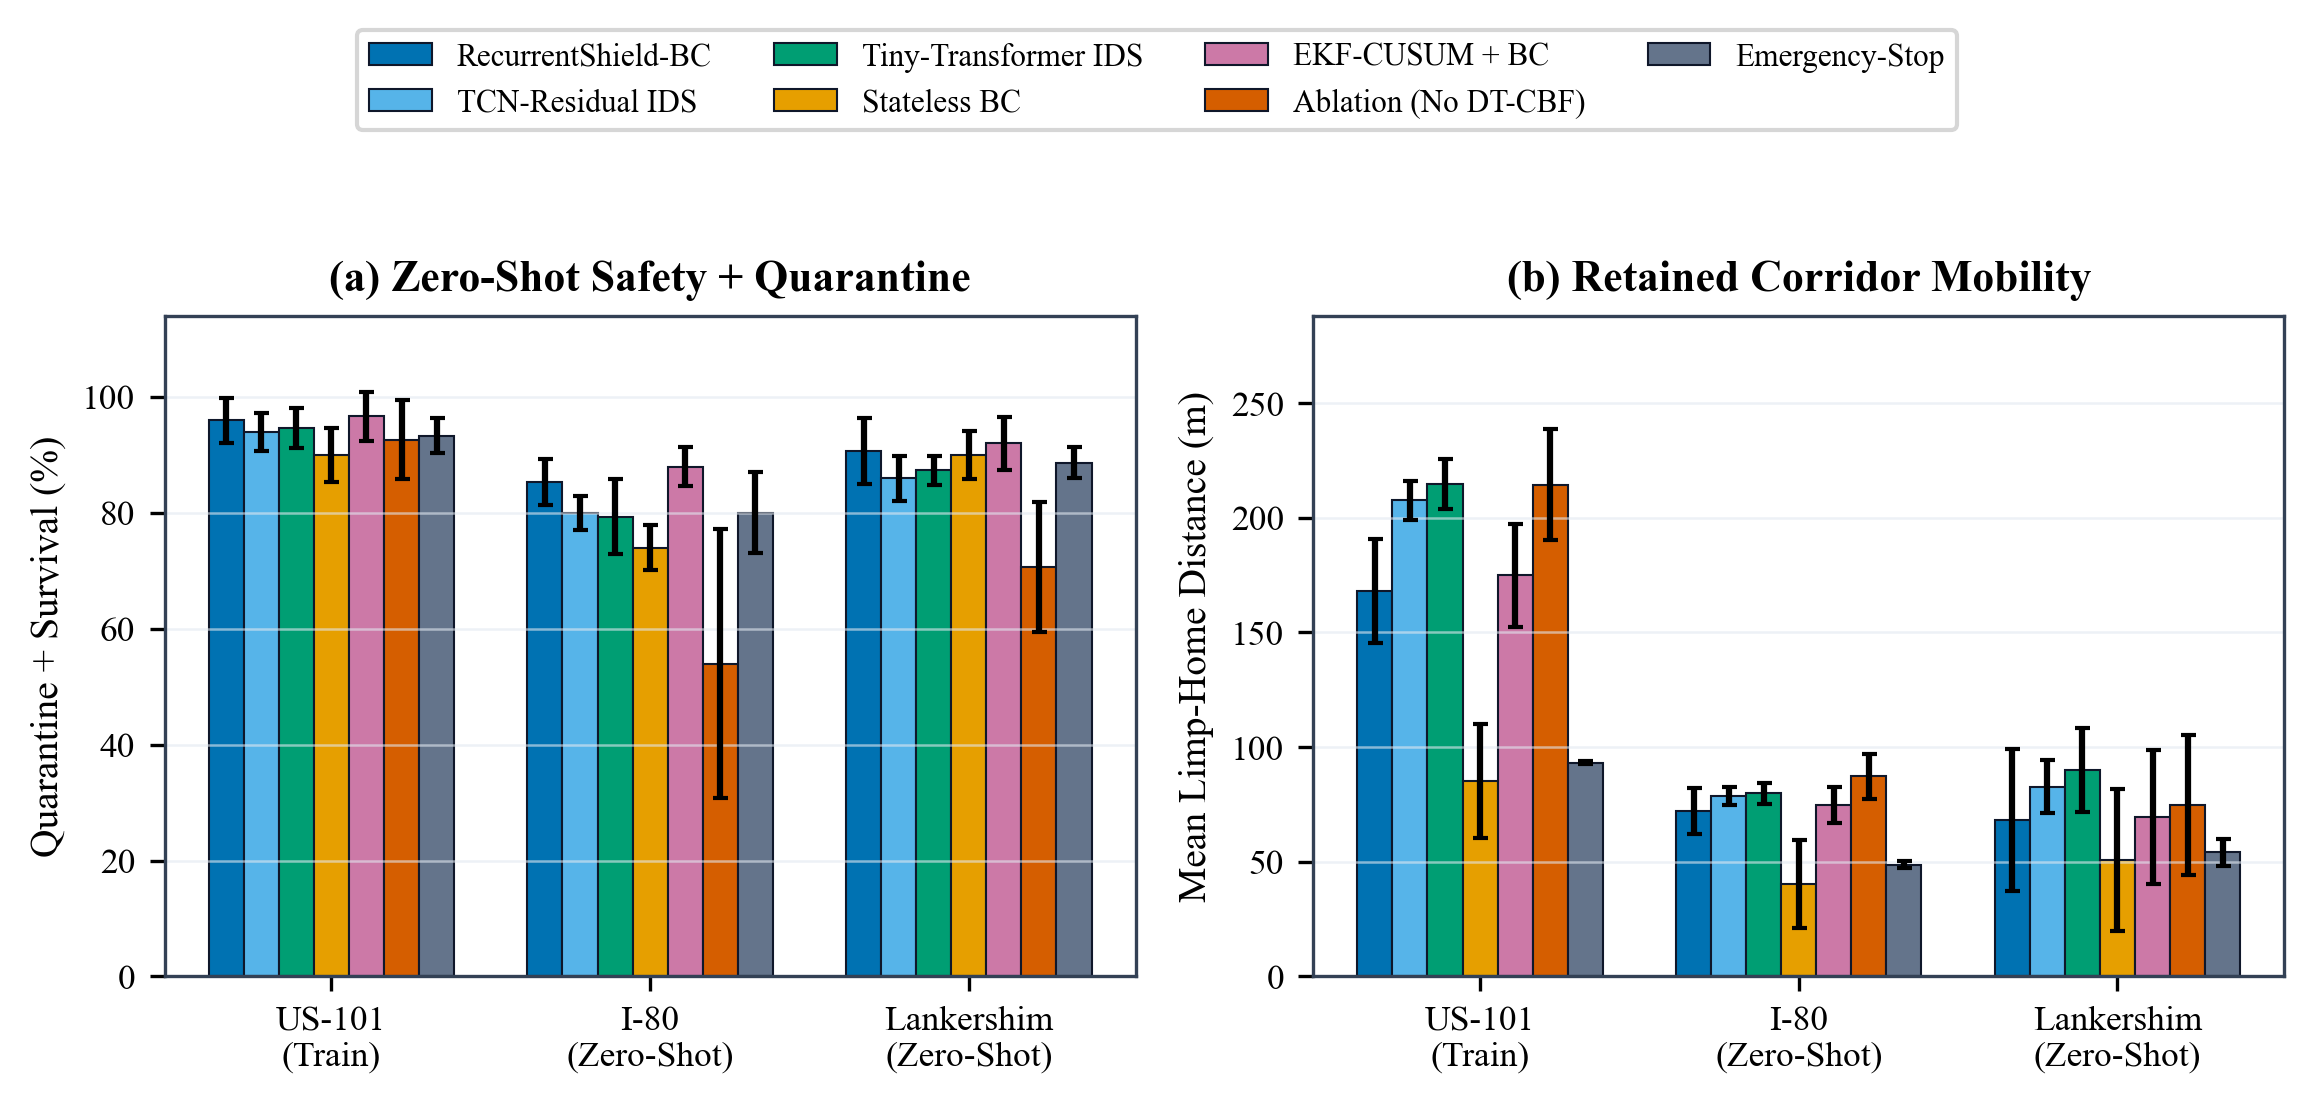 RecurrentShield-BC
TCN-Residual IDS
Tiny-Transformer IDS
Stateless BC
EKF-CUSUM + BC
Ablation (No DT-CBF)
Emergency-Stop
(a) Zero-Shot Safety + Quarantine
Quarantine + Survival (%)
100
80
60
40
20
0
US-101
(Train)
I-80
(Zero-Shot)
Lankershim
(Zero-Shot)
(b) Retained Corridor Mobility
Mean Limp-Home Distance (m)
250
200
150
100
50
0
US-101
(Train)
I-80
(Zero-Shot)
Lankershim
(Zero-Shot)